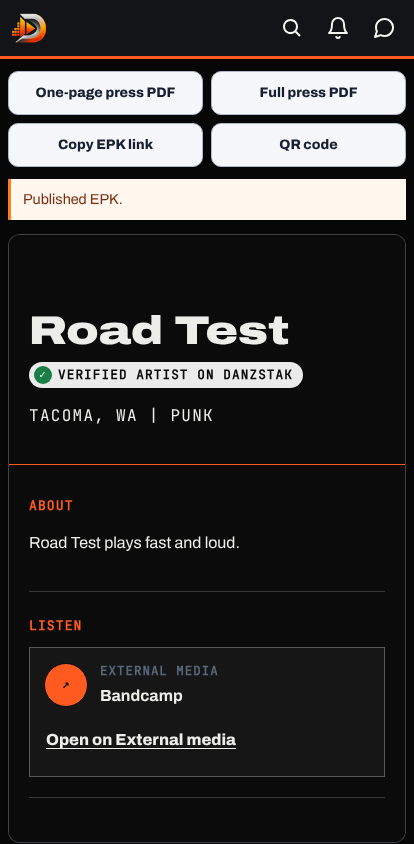 One-page press PDF
Full press PDF
Copy EPK link
QR code
Published EPK.
Road Test
✓ VERIFIED ARTIST ON DANZSTAK
TACOMA, WA | PUNK
ABOUT
Road Test plays fast and loud.
LISTEN
↗ EXTERNAL MEDIA
Bandcamp
Open on External media